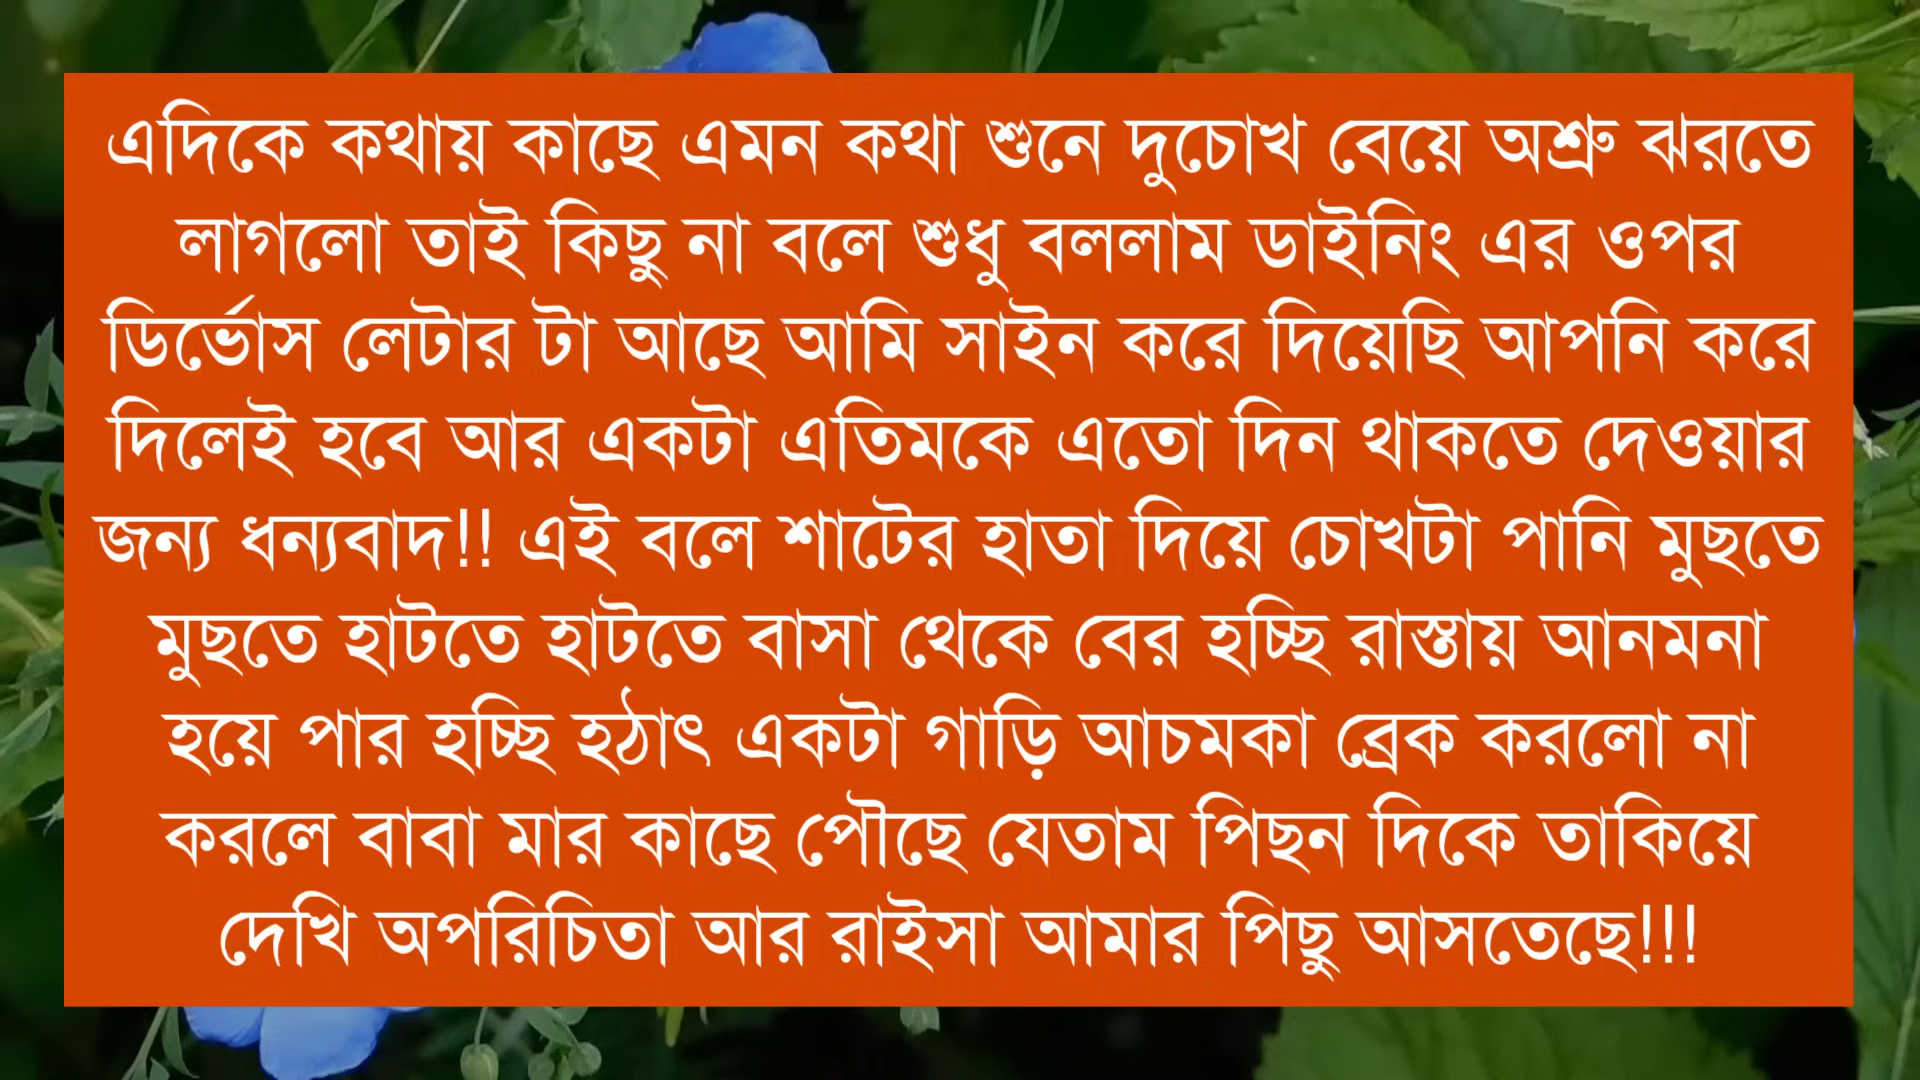 এদিকে কথায় কাছে এমন কথা শুনে দুচোখ বেয়ে অশ্রু ঝরতে
লাগলো তাই কিছু না বলে শুধু বললাম ডাইনিং এর ওপর
ডির্ভোস লেটার টা আছে আমি সাইন করে দিয়েছি আপনি করে
দিলেই হবে আর একটা এতিমকে এতো দিন থাকতে দেওয়ার
জন্য ধন্যবাদ!! এই বলে শাটের হাতা দিয়ে চোখটা পানি মুছতে
মুছতে হাটতে হাটতে বাসা থেকে বের হচ্ছি রাস্তায় আনমনা
হয়ে পার হচ্ছি হঠাৎ একটা গাড়ি আচমকা ব্রেক করলো না
করলে বাবা মার কাছে পৌছে যেতাম পিছন দিকে তাকিয়ে
দেখি অপরিচিতা আর রাইসা আমার পিছু আসতেছে!!!